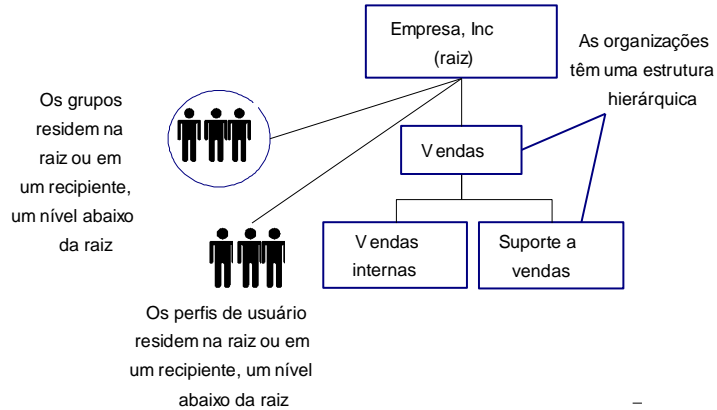 Empresa, Inc
(raiz)
As organizações
têm uma estrutura
hierárquica
Os grupos
residem na
raiz ou em
um recipiente,
um nível abaixo
da raiz
Vendas
Vendas
internas
Suporte a
vendas
Os perfis de usuário
residem na raiz ou em
um recipiente, um nível
abaixo da raiz